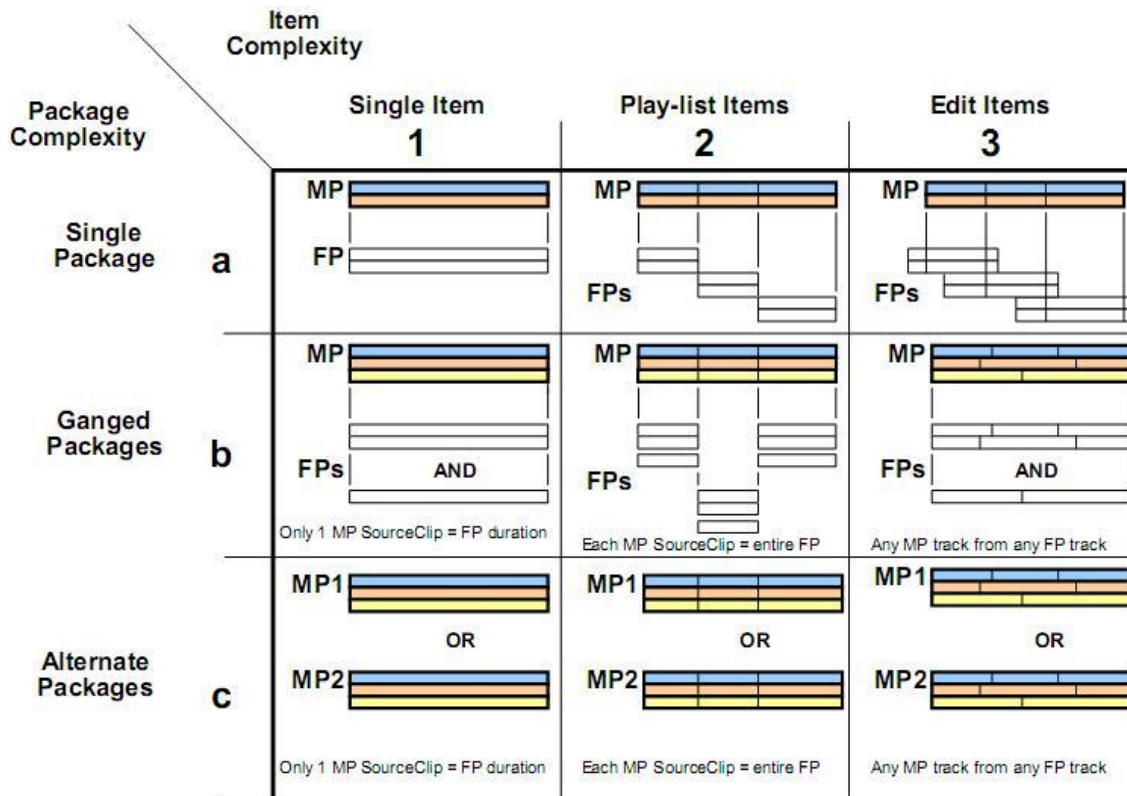 Item
Complexity
Package
Complexity
Single Item
Play-list Items
Edit Items
1
2
3
Single
Package
a
MP
FP
MP
FPs
MP
FPs
Ganged
Packages
b
MP
FPs
AND
Only 1 MP SourceClip = FP duration
MP
FPs
Each MP SourceClip = entire FP
MP
FPs
AND
Any MP track from any FP track
Alternate
Packages
c
MP1
OR
MP2
Only 1 MP SourceClip = FP duration
MP1
OR
MP2
Each MP SourceClip = entire FP
MP1
OR
MP2
Any MP track from any FP track